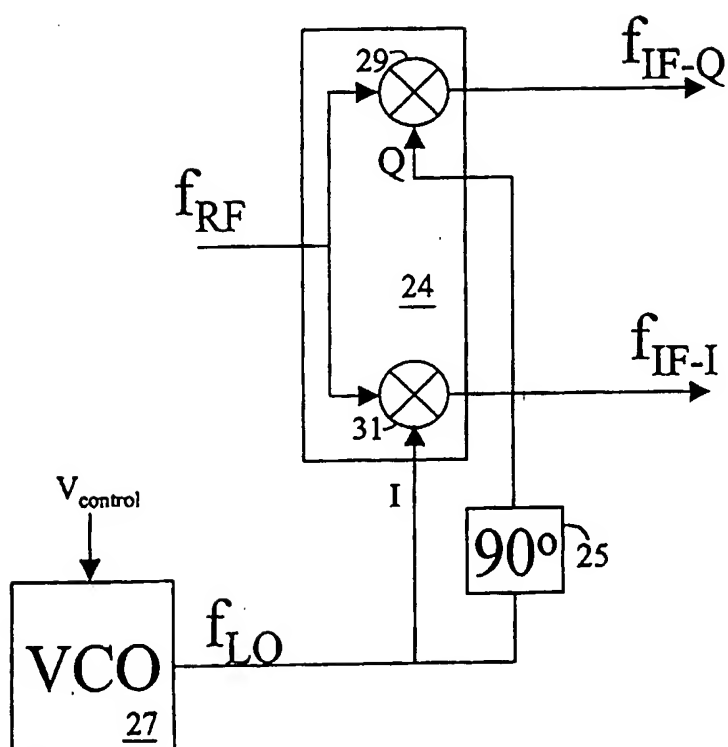 29
f_IF-Q
Q
f_RF
24
f_IF-I
31
I
V_control
90°
25
f_LO
VCO
27